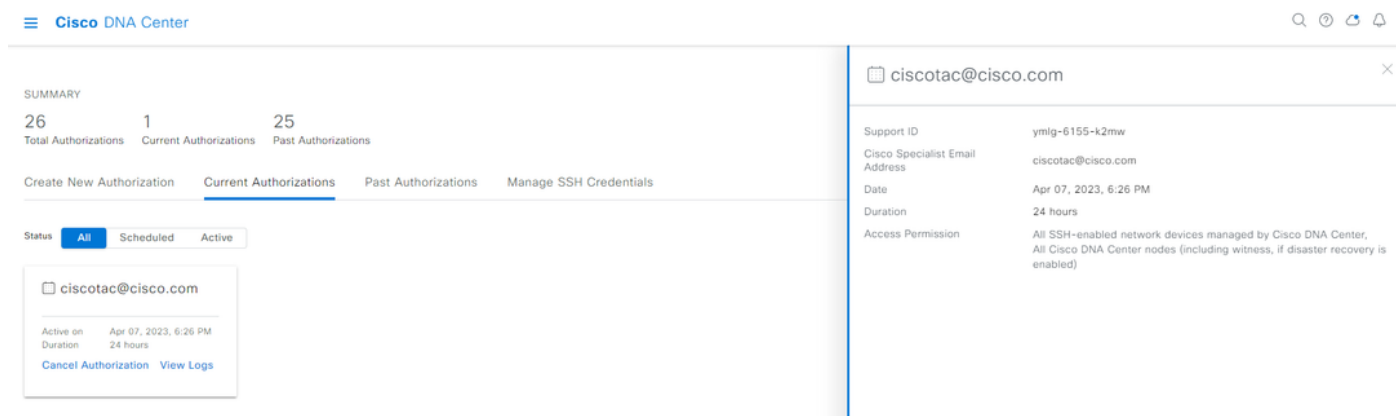 Cisco DNA Center
SUMMARY
26 1 25
Total Authorizations Current Authorizations Past Authorizations
Create New Authorization Current Authorizations Past Authorizations Manage SSH Credentials
Status All Scheduled Active
ciscotac@cisco.com
Active on Apr 07, 2023, 6:26 PM
Duration 24 hours
Cancel Authorization View Logs
ciscotac@cisco.com
Support ID ymlg-6155-k2mw
Cisco Specialist Email
Address
ciscotac@cisco.com
Date Apr 07, 2023, 6:26 PM
Duration 24 hours
Access Permission All SSH-enabled network devices managed by Cisco DNA Center,
All Cisco DNA Center nodes (including witness, if disaster recovery is
enabled)